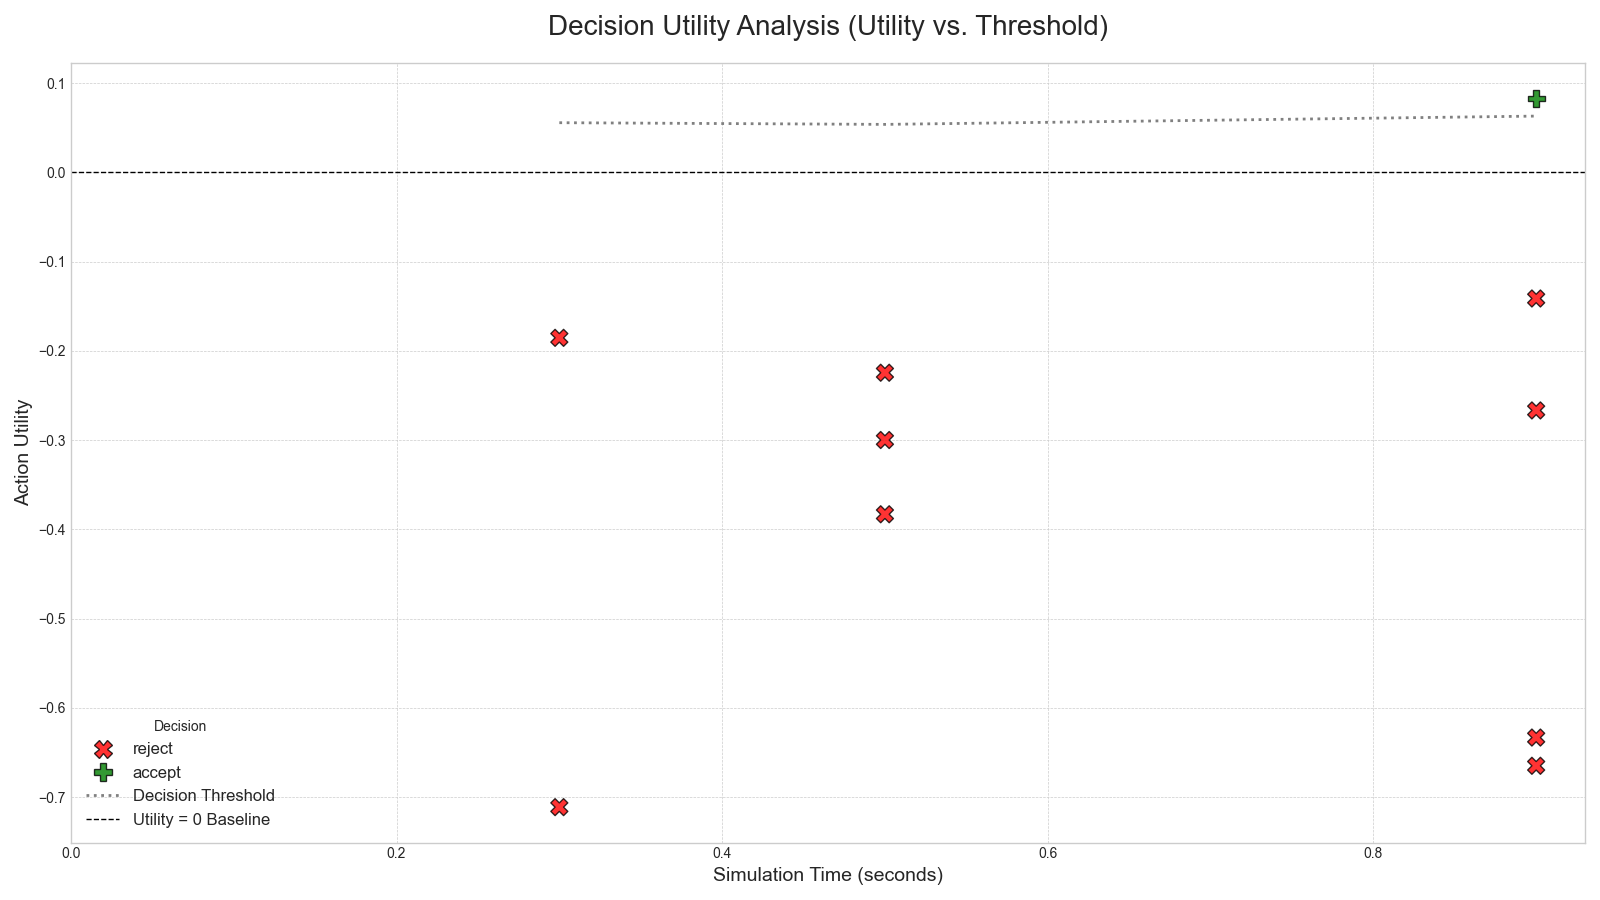 Decision Utility Analysis (Utility vs. Threshold)
0.1
0.0
−0.1
−0.2
−0.3
−0.4
−0.5
−0.6
−0.7
Action Utility
Decision
reject
accept
Decision Threshold
Utility = 0 Baseline
0.0 0.2 0.4 0.6 0.8
Simulation Time (seconds)